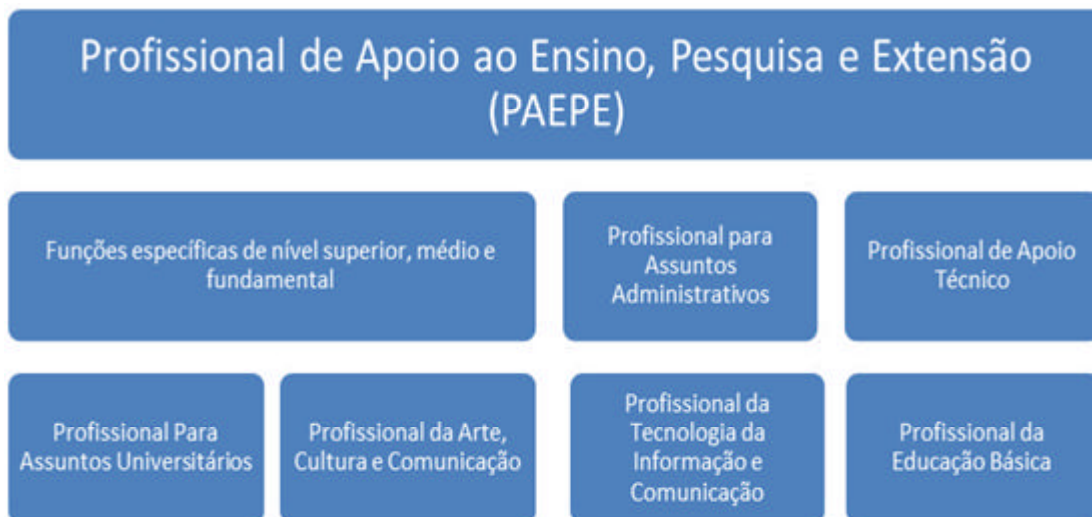 Profissional de Apoio ao Ensino, Pesquisa e Extensão
(PAEPE)
Funções específicas de nível superior, médio e
fundamental
Profissional para
Assuntos
Administrativos
Profissional de Apoio
Técnico
Profissional Para
Assuntos Universitários
Profissional da Arte,
Cultura e Comunicação
Profissional da
Tecnologia da
Informação e
Comunicação
Profissional da
Educação Básica